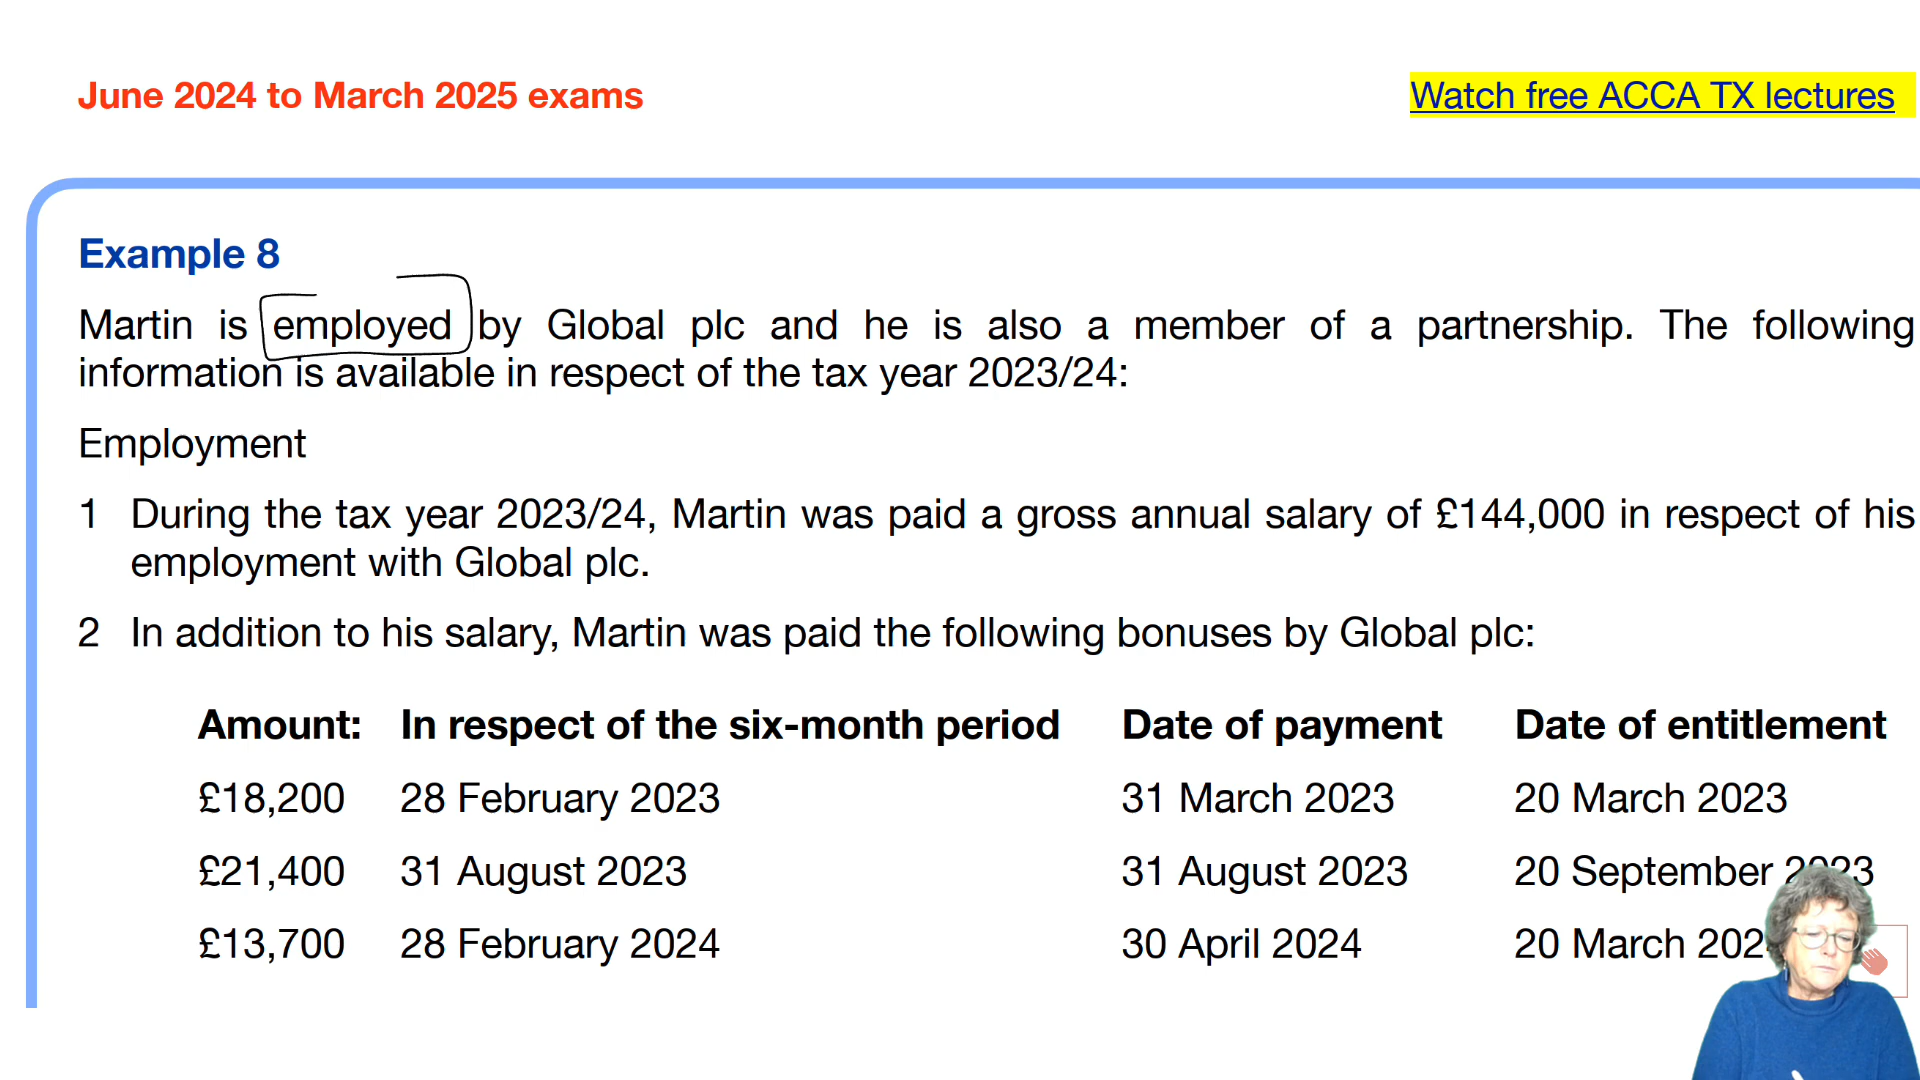 June 2024 to March 2025 exams
Watch free ACCA TX lectures
Example 8
Martin is employed by Global plc and he is also a member of a partnership. The following
information is available in respect of the tax year 2023/24:
Employment
1 During the tax year 2023/24, Martin was paid a gross annual salary of £144,000 in respect of his
employment with Global plc.
2 In addition to his salary, Martin was paid the following bonuses by Global plc:
Amount: In respect of the six-month period Date of payment Date of entitlement
£18,200 28 February 2023 31 March 2023 20 March 2023
£21,400 31 August 2023 31 August 2023 20 September 2023
£13,700 28 February 2024 30 April 2024 20 March